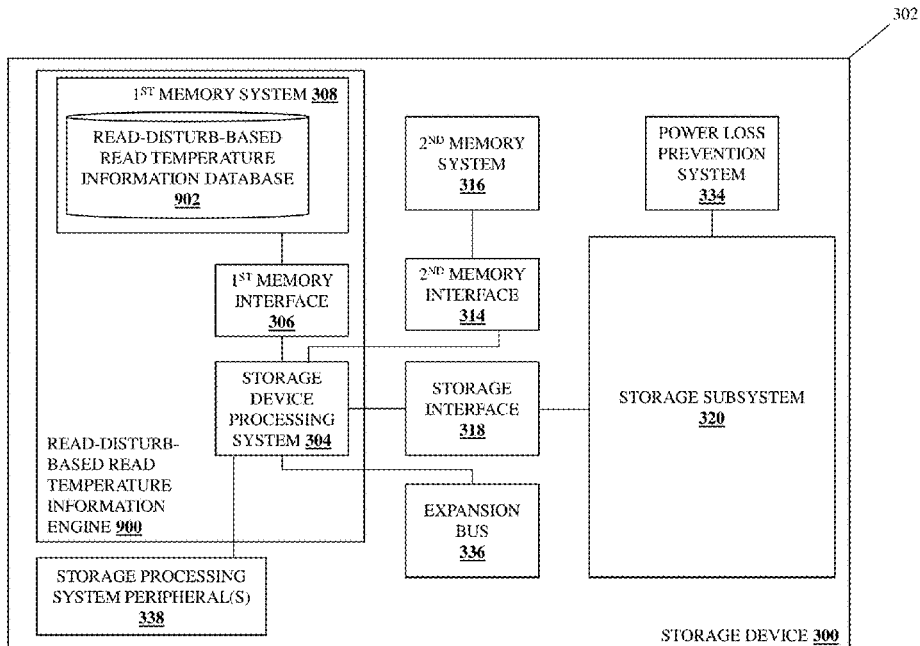 302
1ST MEMORY SYSTEM 308
READ-DISTURB-BASED
READ TEMPERATURE
INFORMATION DATABASE
902
2ND MEMORY
SYSTEM
316
POWER LOSS
PREVENTION
SYSTEM
334
1ST MEMORY
INTERFACE
306
2ND MEMORY
INTERFACE
314
STORAGE
DEVICE
PROCESSING
SYSTEM 304
STORAGE
INTERFACE
318
STORAGE SUBSYSTEM
320
READ-DISTURB-
BASED READ
TEMPERATURE
INFORMATION
ENGINE 900
EXPANSION
BUS
336
STORAGE PROCESSING
SYSTEM PERIPHERAL(S)
338
STORAGE DEVICE 300